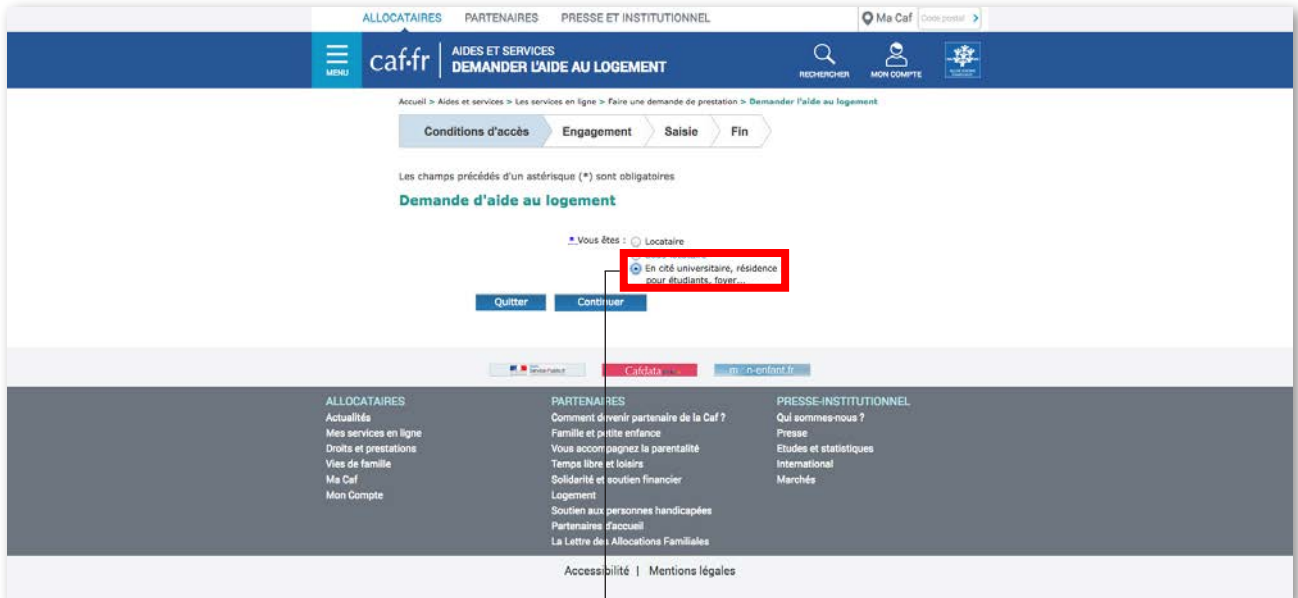 ALLOCATAIRES PARTENAIRES PRESSE ET INSTITUTIONNEL Ma Caf Code postal >
MENU caf.fr AIDES ET SERVICES
DEMANDER L'AIDE AU LOGEMENT
RECHERCHER MON COMPTE
Accueil > Aides et services > Les services en ligne > Faire une demande de prestation > Demander l'aide au logement
Conditions d'accès Engagement Saisie Fin
Les champs précédés d'un astérisque (*) sont obligatoires
Demande d'aide au logement
* Vous êtes : Locataire
En cité universitaire, résidence
pour étudiants, foyer...
Quitter Continuer
Cafdata mon-enfant.fr
ALLOCATAIRES PARTENAIRES PRESSE-INSTITUTIONNEL
Actualités Comment devenir partenaire de la Caf ? Qui sommes-nous ?
Mes services en ligne Famille et petite enfance Presse
Droits et prestations Vous accompagnez la parentalité Etudes et statistiques
Vies de famille Temps libre et loisirs International
Ma Caf Solidarité et soutien financier Marchés
Mon Compte Logement
Soutien aux personnes handicapées
Partenaires d'accueil
La Lettre des Allocations Familiales
Accessibilité | Mentions légales